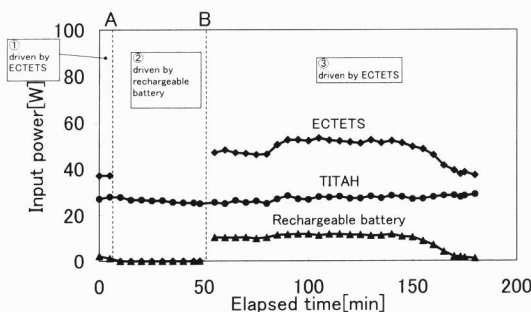 A B
100
80
60
40
20
0
Input power[W]
①
driven by
ECTETS
②
driven by
rechargeable
battery
③
driven by ECTETS
ECTETS
TITAH
Rechargeable battery
0 50 100 150 200
Elapsed time[min]